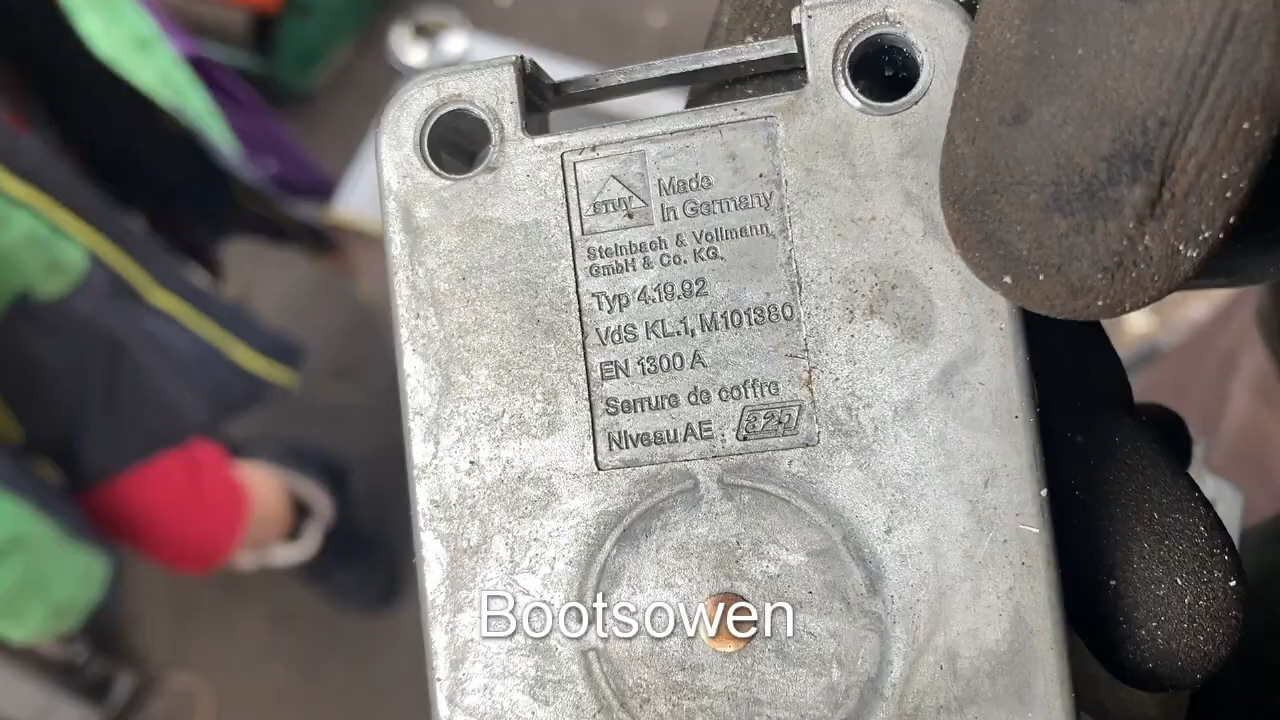 STUV
Made
in Germany
Steinbach & Vollmann
GmbH & Co. KG.
Typ 4.19.92
VdS KL.1, M101380
EN 1300 A
Serrure de coffre
Niveau AE
a2p
Bootsowen